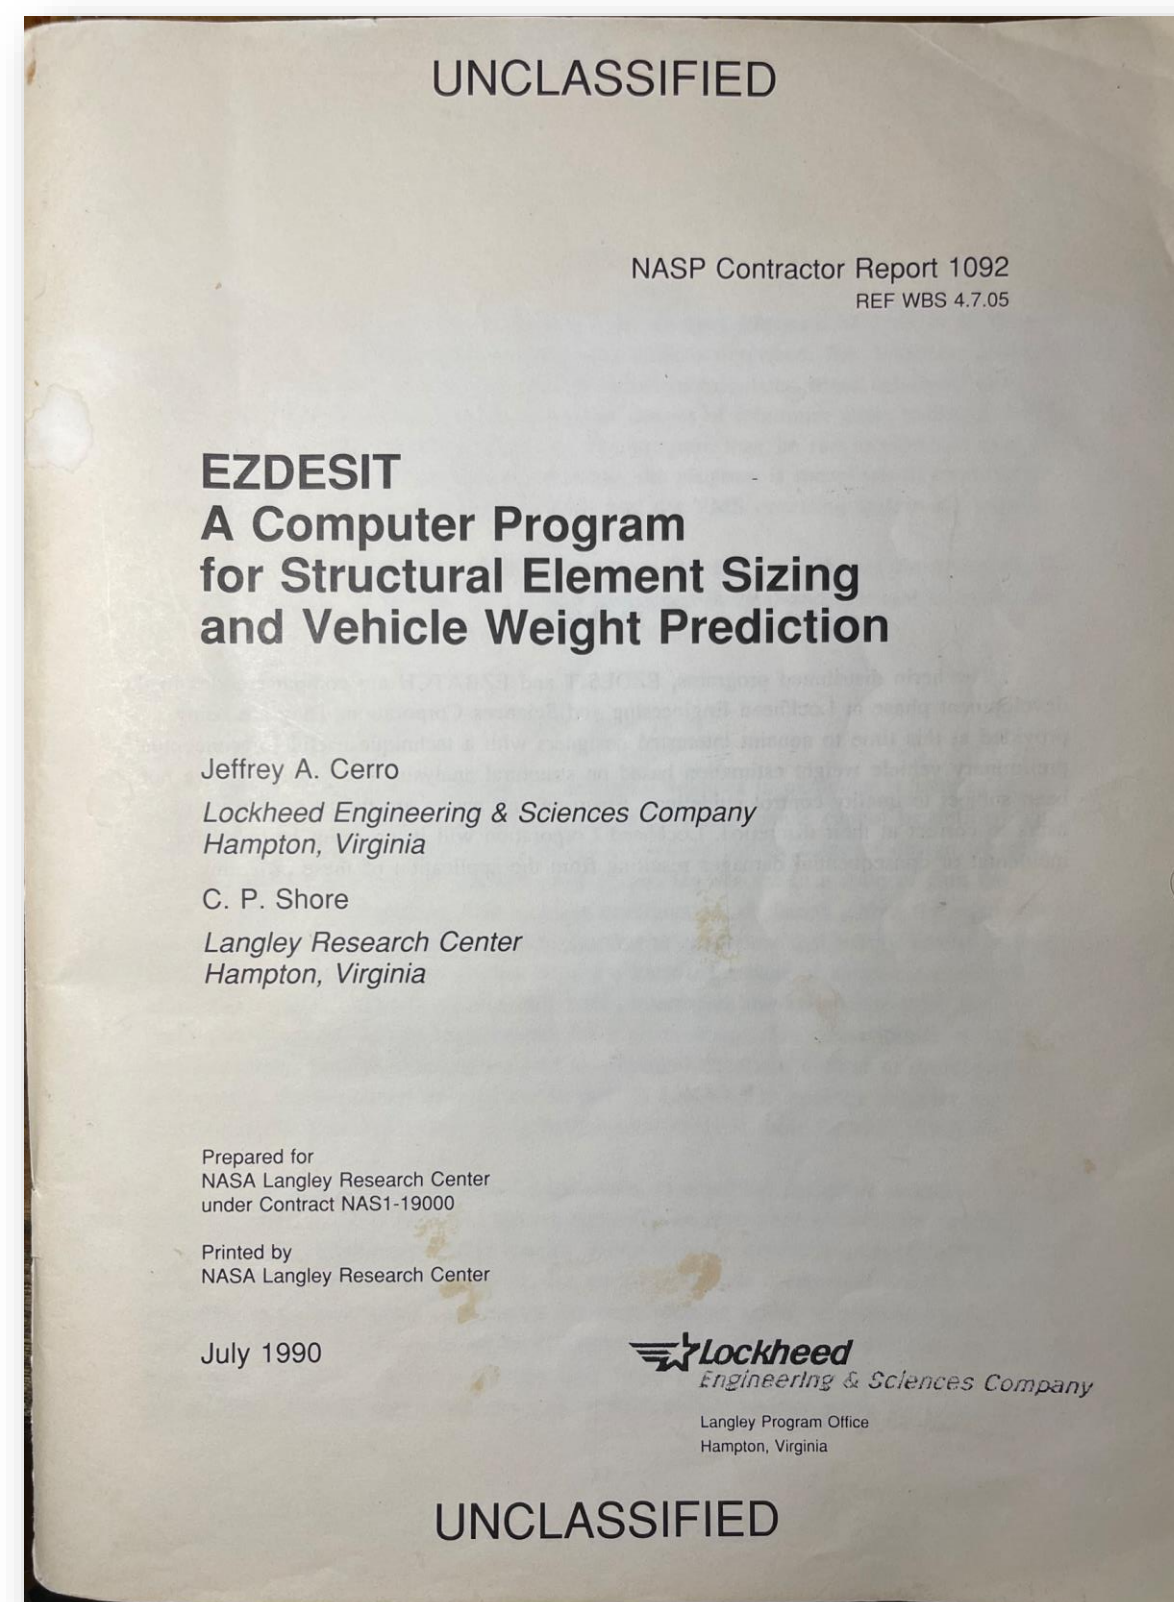 UNCLASSIFIED
NASP Contractor Report 1092
REF WBS 4.7.05
EZDESIT
A Computer Program
for Structural Element Sizing
and Vehicle Weight Prediction
Jeffrey A. Cerro
Lockheed Engineering & Sciences Company
Hampton, Virginia
C. P. Shore
Langley Research Center
Hampton, Virginia
Prepared for
NASA Langley Research Center
under Contract NAS1-19000
Printed by
NASA Langley Research Center
July 1990
Lockheed
Engineering & Sciences Company
Langley Program Office
Hampton, Virginia
UNCLASSIFIED